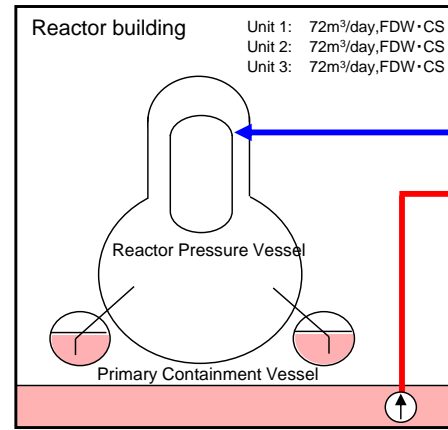 Reactor building
Unit 1: 72m³/day,FDW・CS
Unit 2: 72m³/day,FDW・CS
Unit 3: 72m³/day,FDW・CS
Reactor Pressure Vessel
Primary Containment Vessel